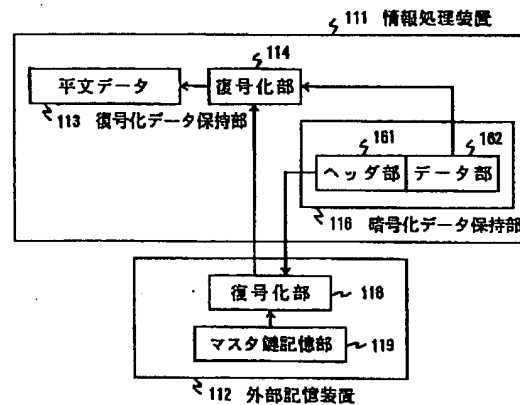 111 情報処理装置
114
平文データ
復号化部
113 復号化データ保持部
161
162
ヘッダ部
データ部
116 暗号化データ保持部
復号化部
118
マスタ鍵記憶部
119
112 外部記憶装置